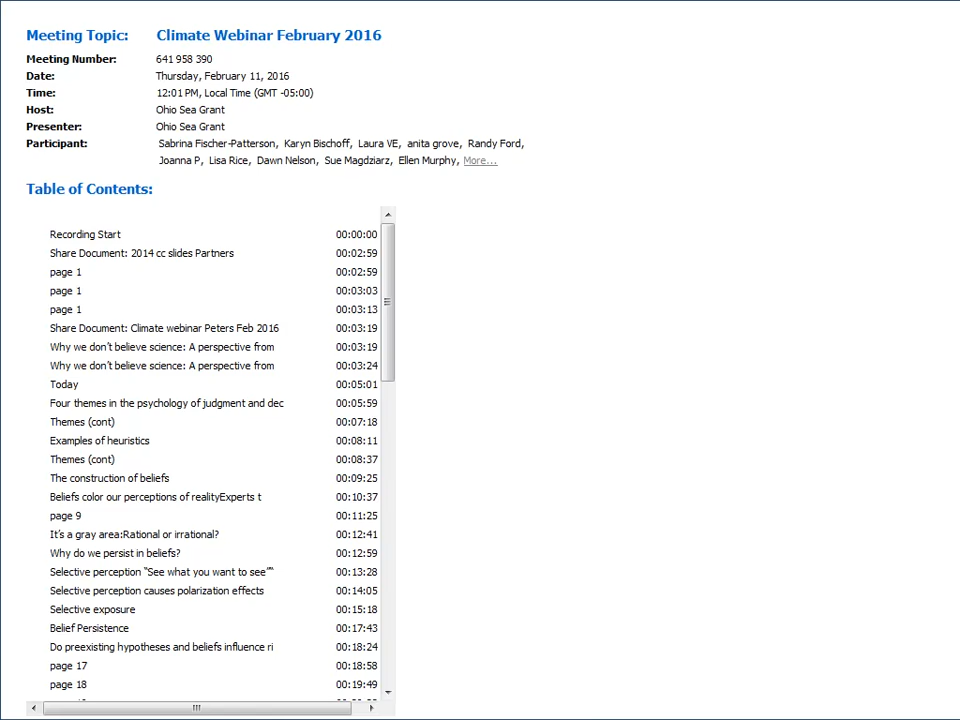 Meeting Topic: Climate Webinar February 2016
Meeting Number: 641 958 390
Date: Thursday, February 11, 2016
Time: 12:01 PM, Local Time (GMT -05:00)
Host: Ohio Sea Grant
Presenter: Ohio Sea Grant
Participant: Sabrina Fischer-Patterson, Karyn Bischoff, Laura VE, anita grove, Randy Ford,
Joanna P, Lisa Rice, Dawn Nelson, Sue Magdziarz, Ellen Murphy, More...
Table of Contents:
Recording Start 00:00:00
Share Document: 2014 cc slides Partners 00:02:59
page 1 00:02:59
page 1 00:03:03
page 1 00:03:13
Share Document: Climate webinar Peters Feb 2016 00:03:19
Why we don't believe science: A perspective from 00:03:19
Why we don't believe science: A perspective from 00:03:24
Today 00:05:01
Four themes in the psychology of judgment and dec 00:05:59
Themes (cont) 00:07:18
Examples of heuristics 00:08:11
Themes (cont) 00:08:37
The construction of beliefs 00:09:25
Beliefs color our perceptions of realityExperts t 00:10:37
page 9 00:11:25
It's a gray area:Rational or irrational? 00:12:41
Why do we persist in beliefs? 00:12:59
Selective perception "See what you want to see"" 00:13:28
Selective perception causes polarization effects 00:14:05
Selective exposure 00:15:18
Belief Persistence 00:17:43
Do preexisting hypotheses and beliefs influence ri 00:18:24
page 17 00:18:58
page 18 00:19:49